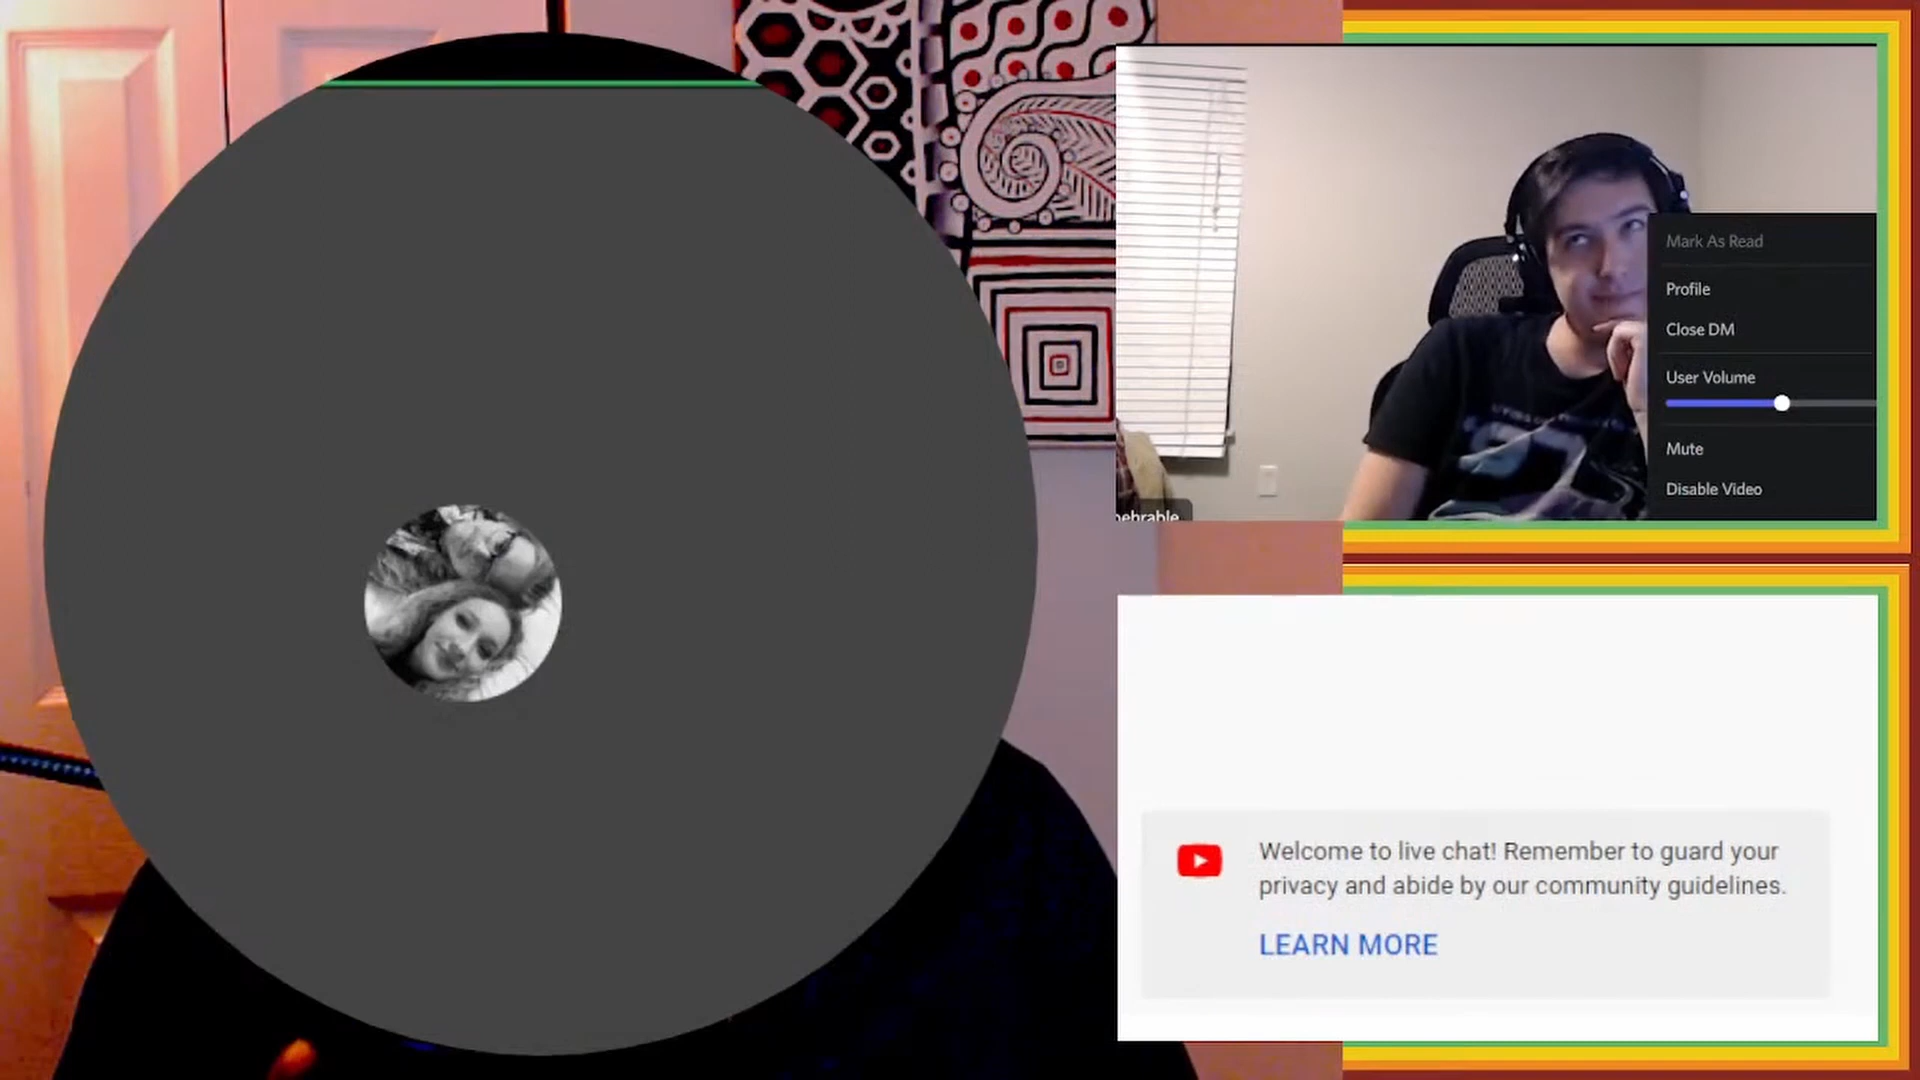 Mark As Read
Profile
Close DM
User Volume
Mute
Disable Video
Welcome to live chat! Remember to guard your
privacy and abide by our community guidelines.
LEARN MORE